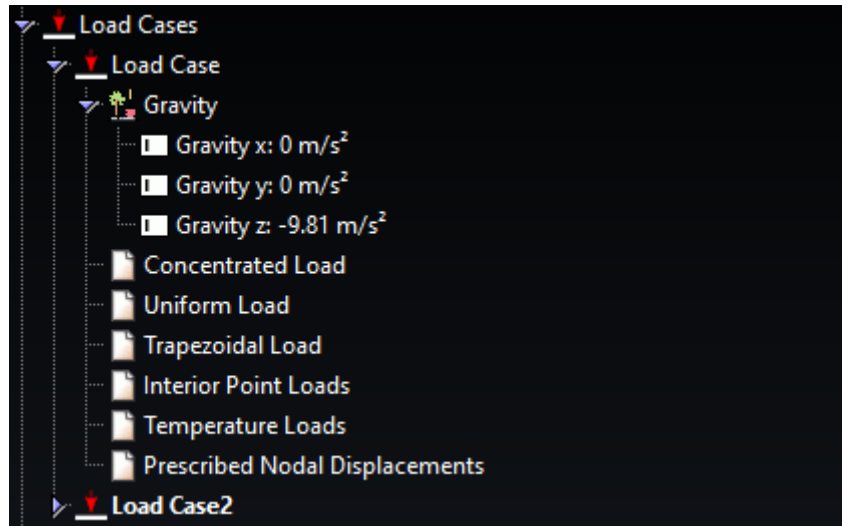 Load Cases
Load Case
Gravity
Gravity x: 0 m/s²
Gravity y: 0 m/s²
Gravity z: -9.81 m/s²
Concentrated Load
Uniform Load
Trapezoidal Load
Interior Point Loads
Temperature Loads
Prescribed Nodal Displacements
Load Case2